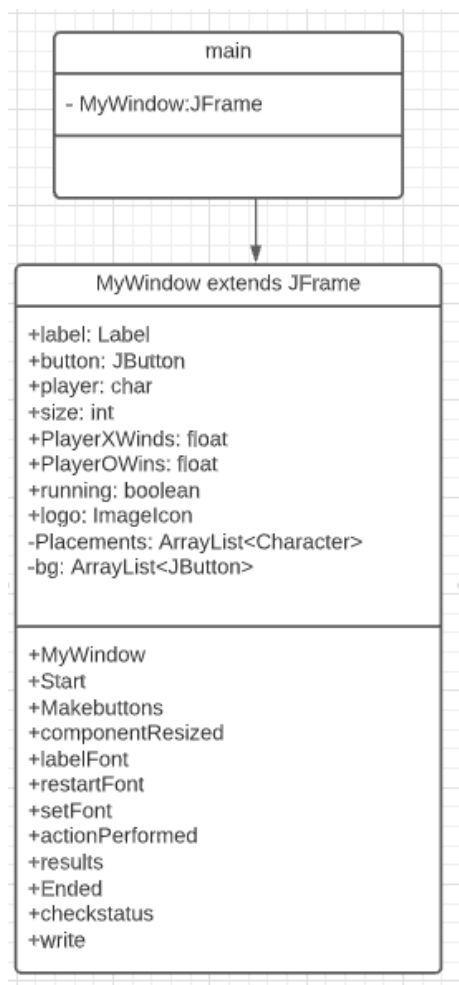 main
- MyWindow:JFrame
MyWindow extends JFrame
+label: Label
+button: JButton
+player: char
+size: int
+PlayerXWinds: float
+PlayerOWins: float
+running: boolean
+logo: ImageIcon
-Placements: ArrayList<Character>
-bg: ArrayList<JButton>
+MyWindow
+Start
+Makebuttons
+componentResized
+labelFont
+restartFont
+setFont
+actionPerformed
+results
+Ended
+checkstatus
+write